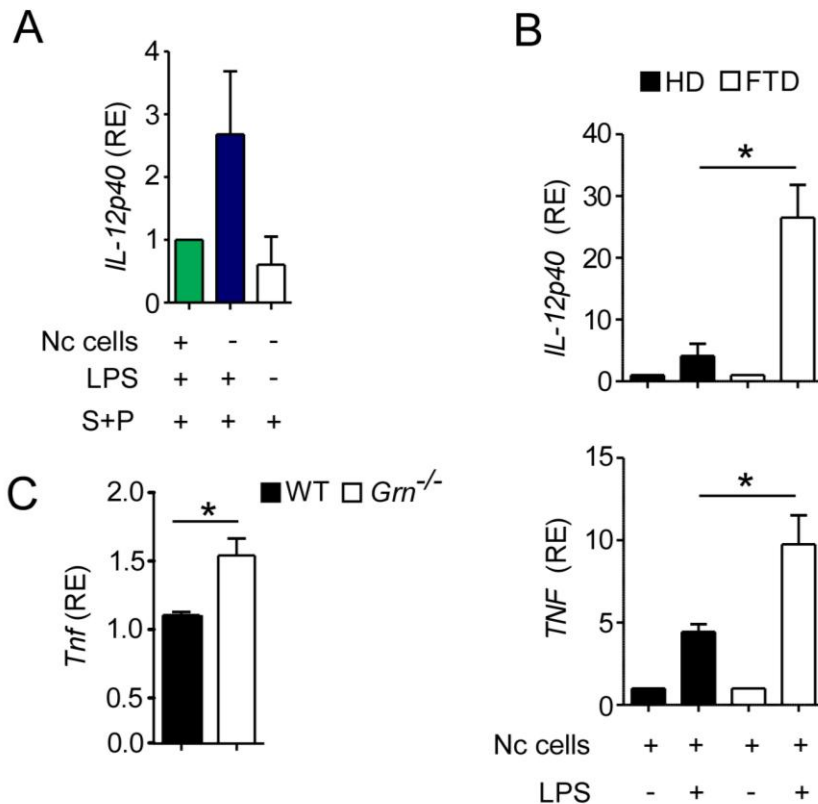 A
IL-12p40 (RE)
4
3
2
1
0
Nc cells + - -
LPS + + -
S+P + + +
B
HD FTD
IL-12p40 (RE)
40
30
20
10
0
*
TNF (RE)
15
10
5
0
*
Nc cells + + + +
LPS - + - +
C
WT Grn-/-
Tnf (RE)
2.0
1.5
1.0
0.5
0.0
*